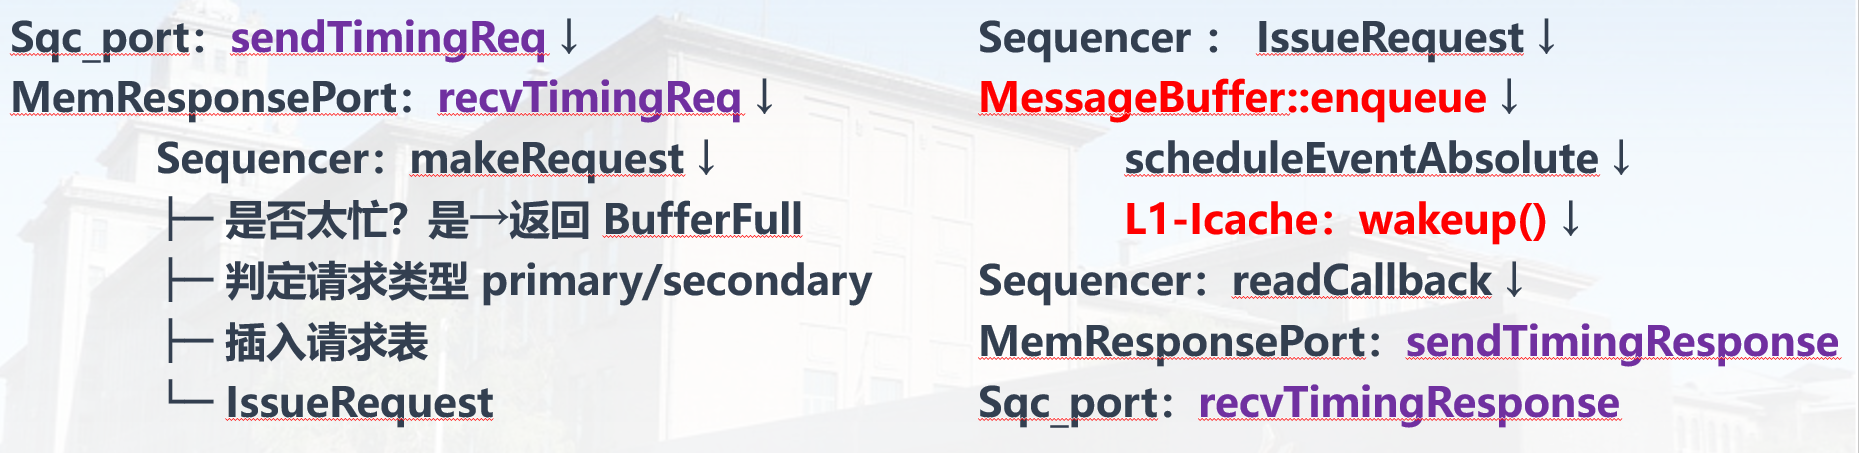 Sqc_port：sendTimingReq↓
MemResponsePort：recvTimingReq↓
Sequencer：makeRequest↓
├─ 是否太忙？是→返回 BufferFull
├─ 判定请求类型 primary/secondary
├─ 插入请求表
└─ IssueRequest
Sequencer： IssueRequest↓
MessageBuffer::enqueue↓
scheduleEventAbsolute↓
L1-Icache：wakeup()↓
Sequencer：readCallback↓
MemResponsePort：sendTimingResponse
Sqc_port：recvTimingResponse